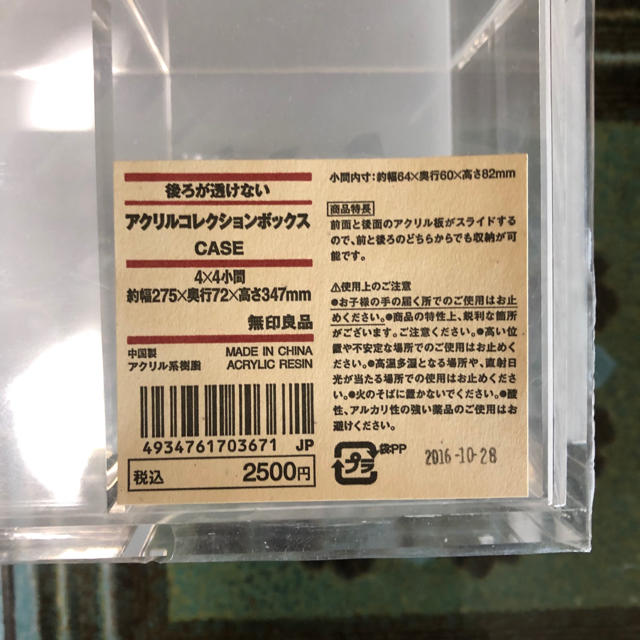 後ろが透けない
アクリルコレクションボックス
CASE
4×4小間
約幅275×奥行72×高さ347mm
無印良品
中国製 MADE IN CHINA
アクリル系樹脂 ACRYLIC RESIN
4934761703671 JP
税込 2500円
小間内寸：約幅64×奥行60×高さ82mm
商品特長
前面と後面のアクリル板がスライドする
ので、前と後ろのどちらからでも収納が可
能です。
⚠使用上のご注意
●お子様の手の届く所でのご使用はお止
めください。●商品の特性上、鋭利な箇所
がございます。ご注意ください。●高い位
置や不安定な場所でのご使用はお止めく
ださい。●高温多湿となる場所や、直射日
光が当たる場所での使用はお止めくださ
い。●火のそばに置かないでください。●酸
性、アルカリ性の強い薬品のご使用はお
避けください。
プラ 袋:PP 2016-10-28